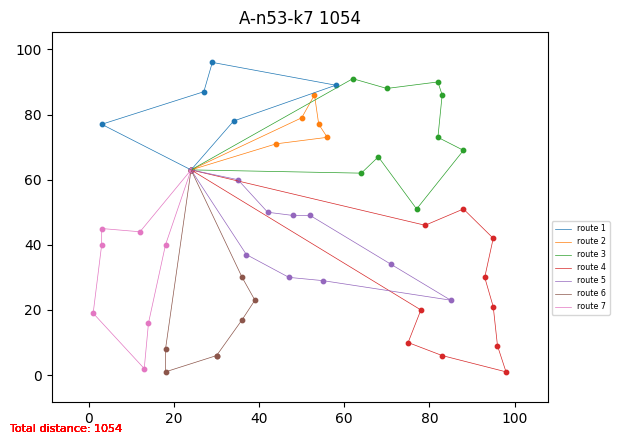 A-n53-k7 1054
100
80
60
40
20
0
0 20 40 60 80 100
route 1
route 2
route 3
route 4
route 5
route 6
route 7
Total distance: 1054